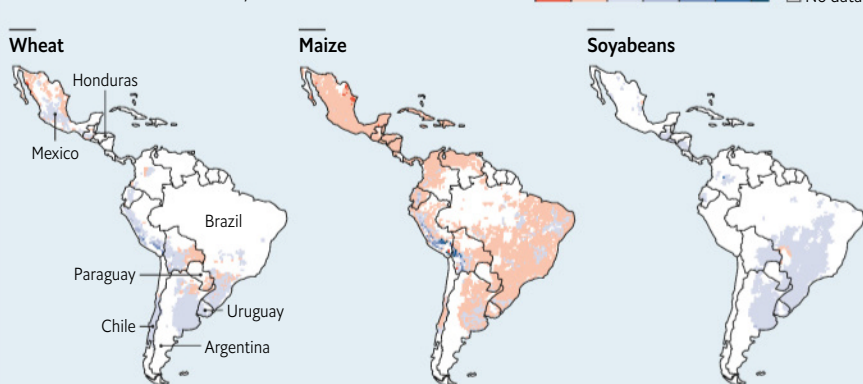 No data
Wheat
Maize
Soyabeans
Honduras
Mexico
Brazil
Paraguay
Uruguay
Chile
Argentina